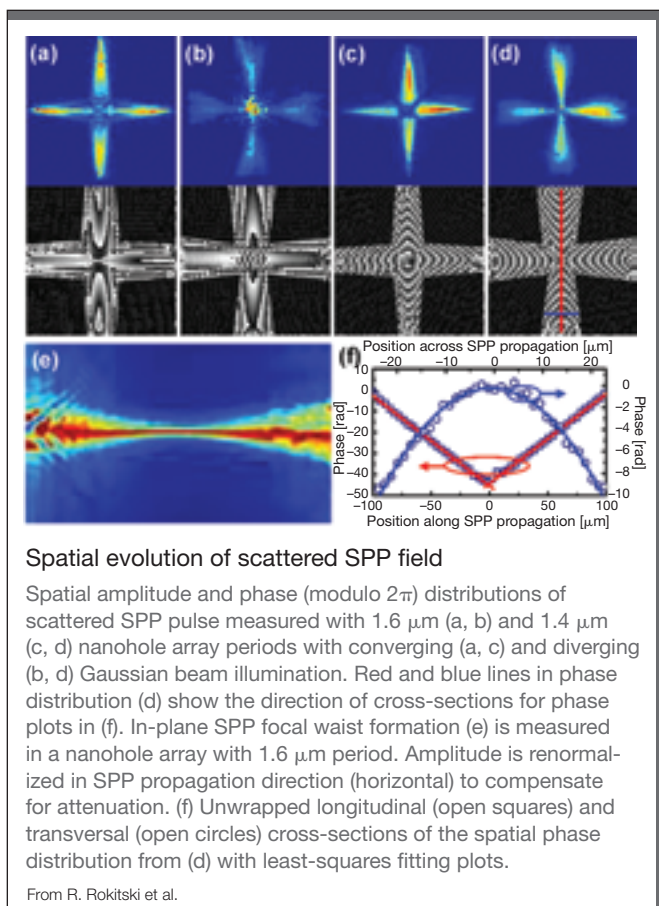 (a) (b) (c) (d)
(e) (f)
Position across SPP propagation [μm]
−20 −10 0 10 20
10
0
−10
−20
−30
−40
−50
Phase [rad]
0
−2
−4
−6
−8
−10
Phase [rad]
−100 −50 0 50 100
Position along SPP propagation [μm]
Spatial evolution of scattered SPP field
Spatial amplitude and phase (modulo 2π) distributions of
scattered SPP pulse measured with 1.6 μm (a, b) and 1.4 μm
(c, d) nanohole array periods with converging (a, c) and diverging
(b, d) Gaussian beam illumination. Red and blue lines in phase
distribution (d) show the direction of cross-sections for phase
plots in (f). In-plane SPP focal waist formation (e) is measured
in a nanohole array with 1.6 μm period. Amplitude is renormal-
ized in SPP propagation direction (horizontal) to compensate
for attenuation. (f) Unwrapped longitudinal (open squares) and
transversal (open circles) cross-sections of the spatial phase
distribution from (d) with least-squares fitting plots.
From R. Rokitski et al.